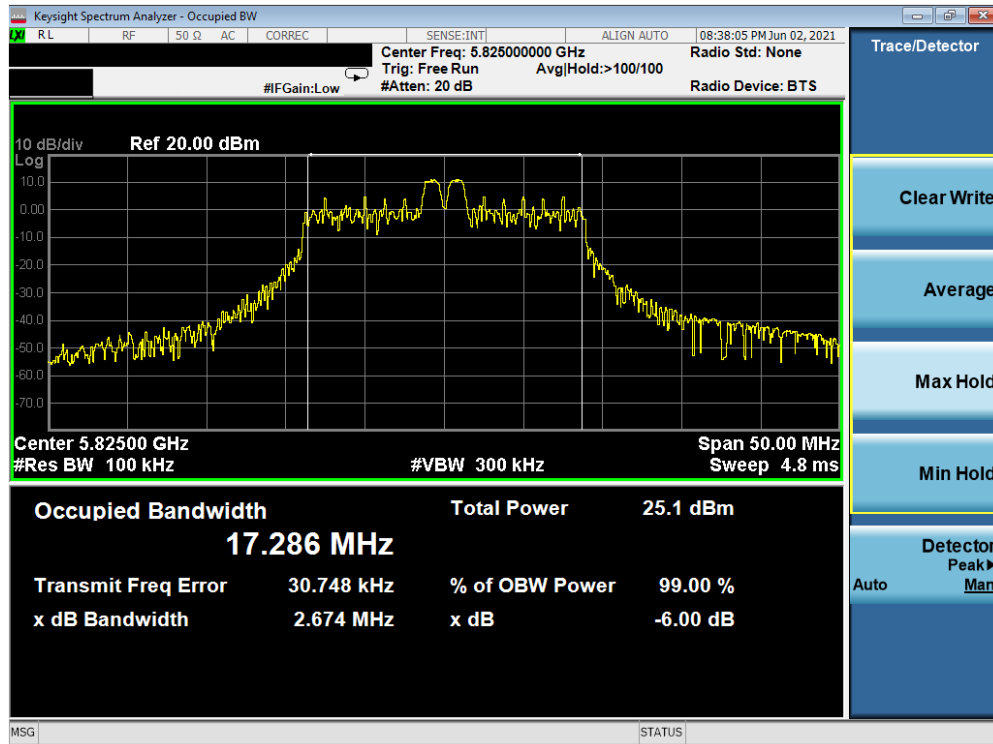 Keysight Spectrum Analyzer - Occupied BW
LXI RL RF 50 Ω AC CORREC SENSE:INT ALIGN AUTO 08:38:05 PM Jun 02, 2021
Center Freq: 5.825000000 GHz Radio Std: None
Trig: Free Run Avg|Hold:>100/100
#IFGain:Low #Atten: 20 dB Radio Device: BTS
10 dB/div Ref 20.00 dBm
Log
10.0
0.00
-10.0
-20.0
-30.0
-40.0
-50.0
-60.0
-70.0
Center 5.82500 GHz Span 50.00 MHz
#Res BW 100 kHz #VBW 300 kHz Sweep 4.8 ms
Occupied Bandwidth Total Power 25.1 dBm
17.286 MHz
Transmit Freq Error 30.748 kHz % of OBW Power 99.00 %
x dB Bandwidth 2.674 MHz x dB -6.00 dB
MSG STATUS
Trace/Detector
Clear Write
Average
Max Hold
Min Hold
Detector
Peak▶
Auto Man